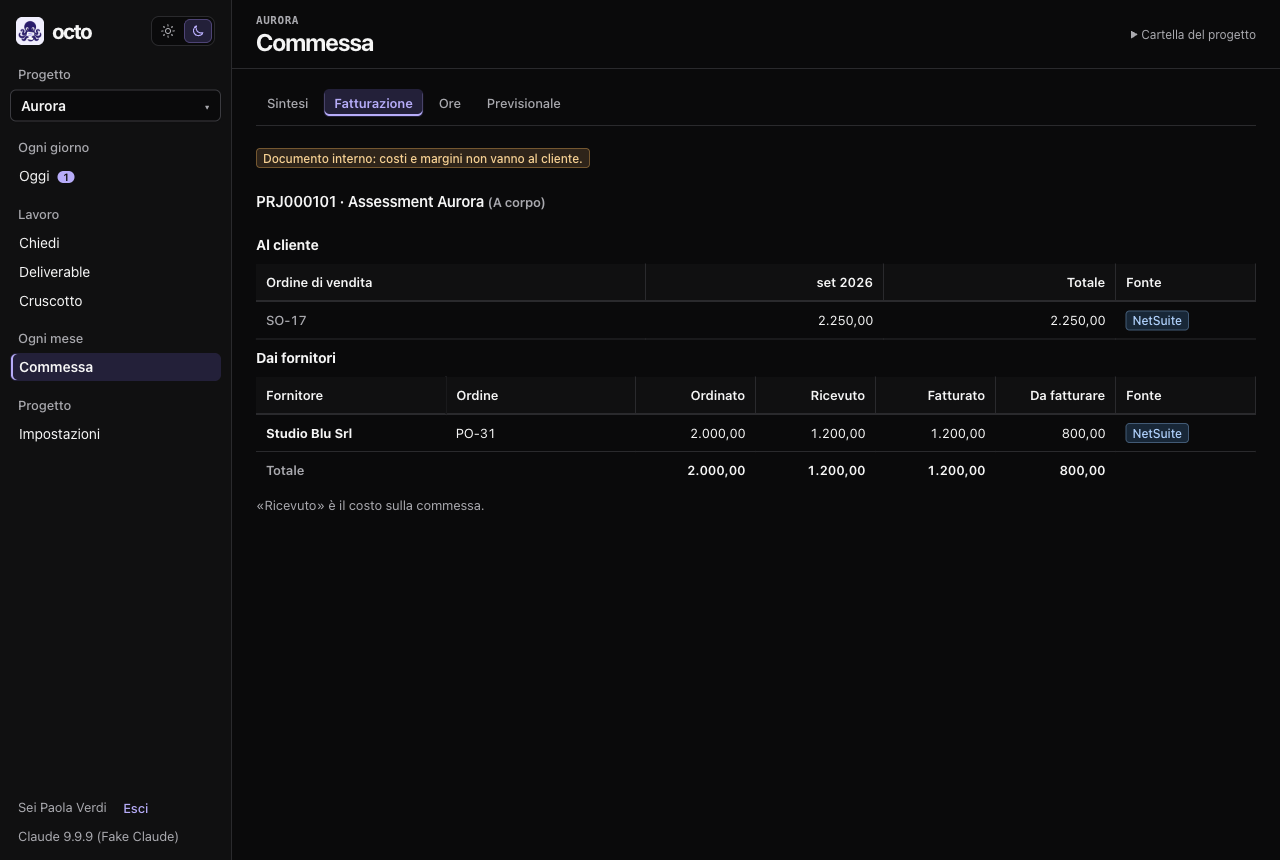 octo
Progetto
Aurora
Ogni giorno
Oggi 1
Lavoro
Chiedi
Deliverable
Cruscotto
Ogni mese
Commessa
Progetto
Impostazioni
Sei Paola Verdi Esci
Claude 9.9.9 (Fake Claude)
AURORA
Commessa
Cartella del progetto
Sintesi Fatturazione Ore Previsionale
Documento interno: costi e margini non vanno al cliente.
PRJ000101 · Assessment Aurora (A corpo)
Al cliente
Ordine di vendita set 2026 Totale Fonte
SO-17 2.250,00 2.250,00 NetSuite
Dai fornitori
Fornitore Ordine Ordinato Ricevuto Fatturato Da fatturare Fonte
Studio Blu Srl PO-31 2.000,00 1.200,00 1.200,00 800,00 NetSuite
Totale 2.000,00 1.200,00 1.200,00 800,00
«Ricevuto» è il costo sulla commessa.